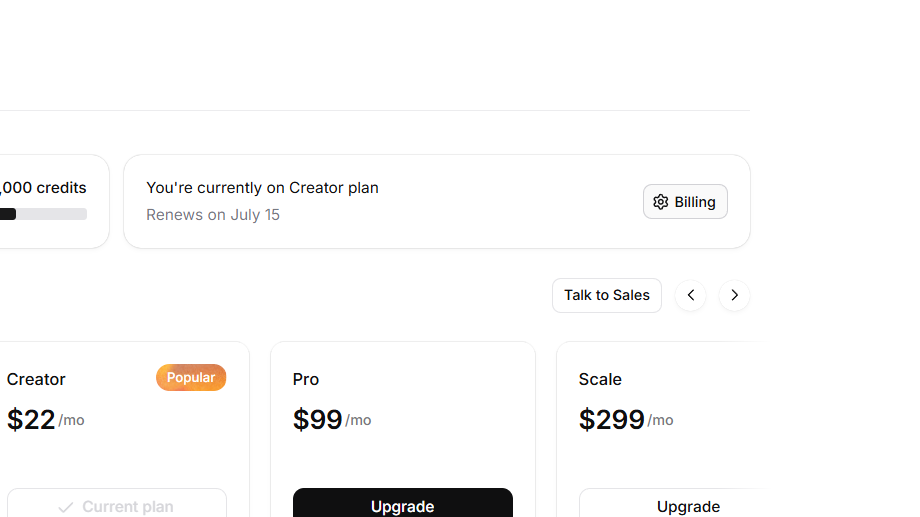 ,000 credits
You're currently on Creator plan
Renews on July 15
Billing
Talk to Sales
Creator
Popular
$22/mo
Current plan
Pro
$99/mo
Upgrade
Scale
$299/mo
Upgrade